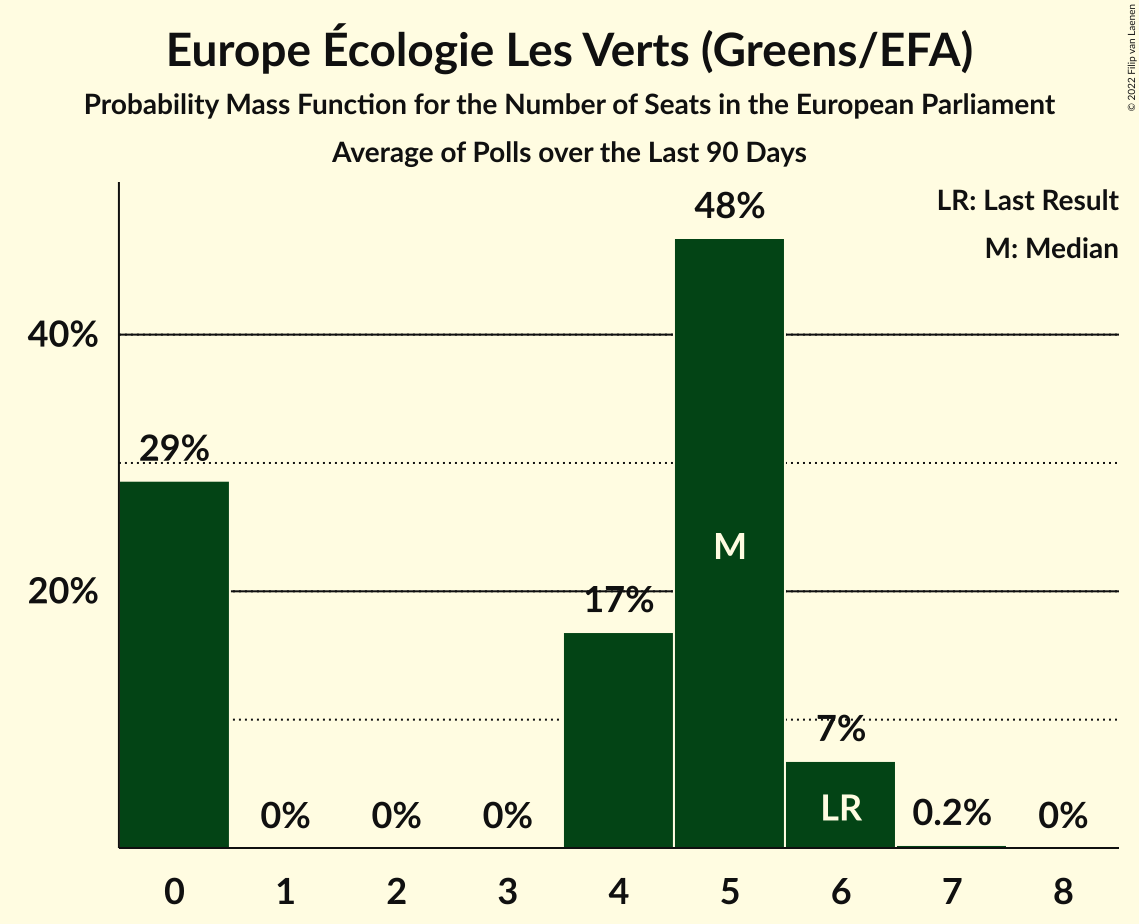 Europe Écologie Les Verts (Greens/EFA)
Probability Mass Function for the Number of Seats in the European Parliament
Average of Polls over the Last 90 Days
© 2022 Filip van Laenen
LR: Last Result
M: Median
48%
40%
29%
M
20%
17%
7%
LR
0%
0%
0%
0.2%
0%
0 1 2 3 4 5 6 7 8